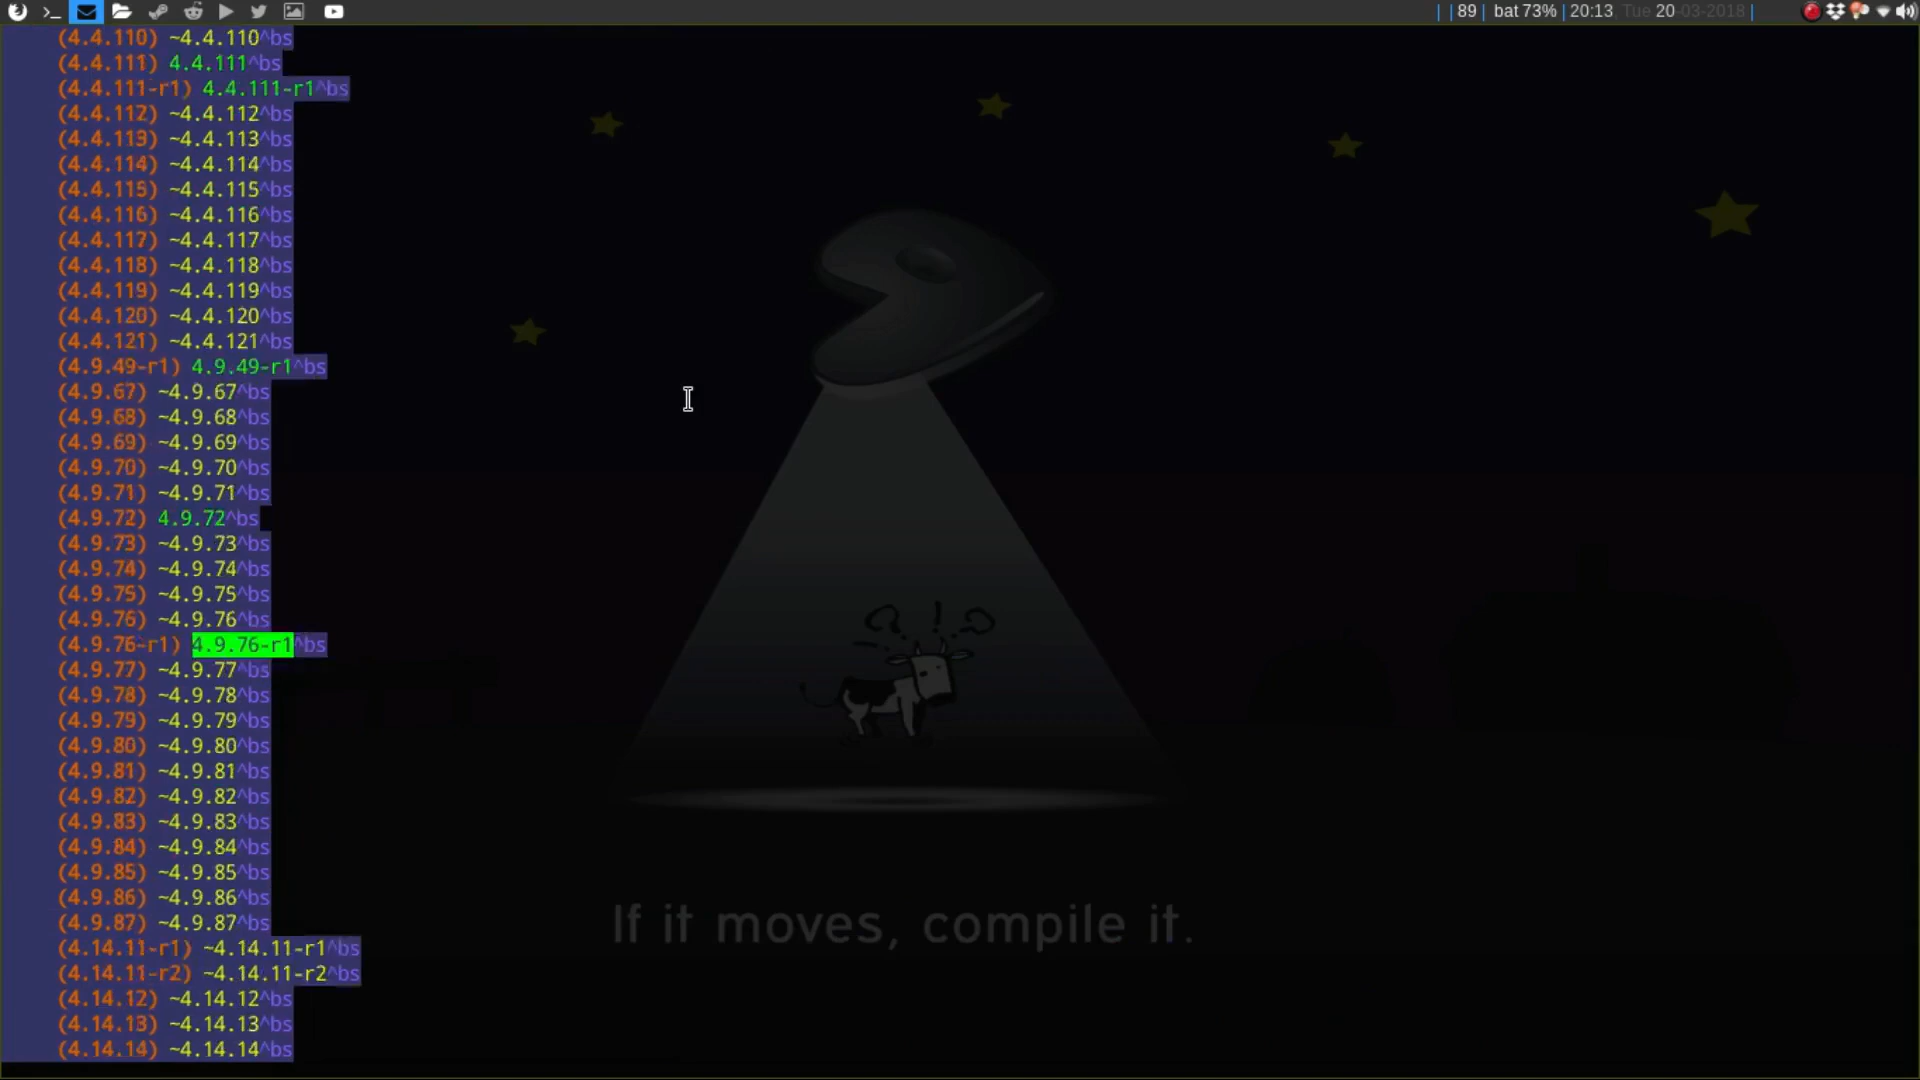 89 bat 73% 20:13 Tue 20-03-2018
(4.4.110) ~4.4.110^bs
(4.4.111) 4.4.111^bs
(4.4.111-r1) 4.4.111-r1^bs
(4.4.112) ~4.4.112^bs
(4.4.113) ~4.4.113^bs
(4.4.114) ~4.4.114^bs
(4.4.115) ~4.4.115^bs
(4.4.116) ~4.4.116^bs
(4.4.117) ~4.4.117^bs
(4.4.118) ~4.4.118^bs
(4.4.119) ~4.4.119^bs
(4.4.120) ~4.4.120^bs
(4.4.121) ~4.4.121^bs
(4.9.49-r1) 4.9.49-r1^bs
(4.9.67) ~4.9.67^bs
(4.9.68) ~4.9.68^bs
(4.9.69) ~4.9.69^bs
(4.9.70) ~4.9.70^bs
(4.9.71) ~4.9.71^bs
(4.9.72) 4.9.72^bs
(4.9.73) ~4.9.73^bs
(4.9.74) ~4.9.74^bs
(4.9.75) ~4.9.75^bs
(4.9.76) ~4.9.76^bs
(4.9.76-r1) 4.9.76-r1^bs
(4.9.77) ~4.9.77^bs
(4.9.78) ~4.9.78^bs
(4.9.79) ~4.9.79^bs
(4.9.80) ~4.9.80^bs
(4.9.81) ~4.9.81^bs
(4.9.82) ~4.9.82^bs
(4.9.83) ~4.9.83^bs
(4.9.84) ~4.9.84^bs
(4.9.85) ~4.9.85^bs
(4.9.86) ~4.9.86^bs
(4.9.87) ~4.9.87^bs
(4.14.11-r1) ~4.14.11-r1^bs
(4.14.11-r2) ~4.14.11-r2^bs
(4.14.12) ~4.14.12^bs
(4.14.13) ~4.14.13^bs
(4.14.14) ~4.14.14^bs
If it moves, compile it.